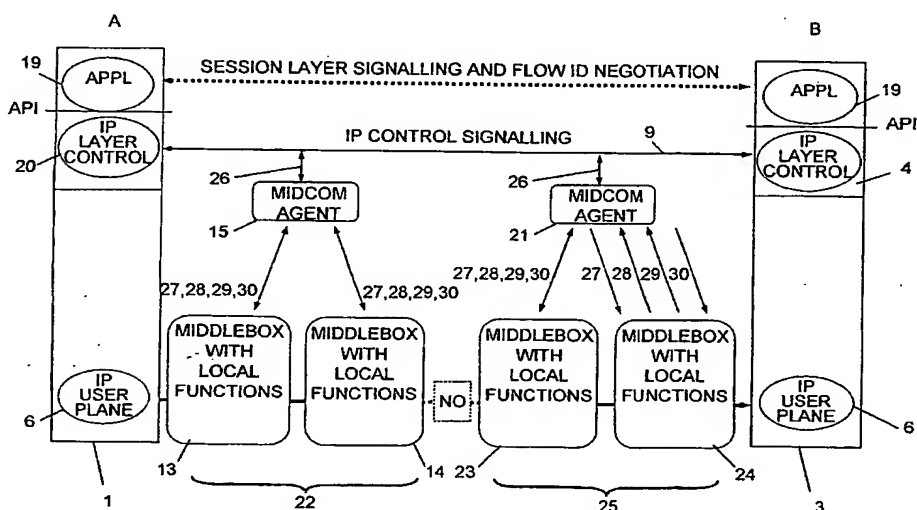 A
B
SESSION LAYER SIGNALLING AND FLOW ID NEGOTIATION
19
APPL
APPL
19
API
API
IP
LAYER
CONTROL
20
IP CONTROL SIGNALLING
9
IP
LAYER
CONTROL
4
26
26
MIDCOM
AGENT
15
MIDCOM
AGENT
21
27,28,29,30
27,28,29,30
27,28,29,30
27
28
29
30
MIDDLEBOX
WITH
LOCAL
FUNCTIONS
MIDDLEBOX
WITH
LOCAL
FUNCTIONS
MIDDLEBOX
WITH
LOCAL
FUNCTIONS
MIDDLEBOX
WITH
LOCAL
FUNCTIONS
IP
USER
PLANE
6
NO
IP
USER
PLANE
6
13
14
23
24
1
22
25
3